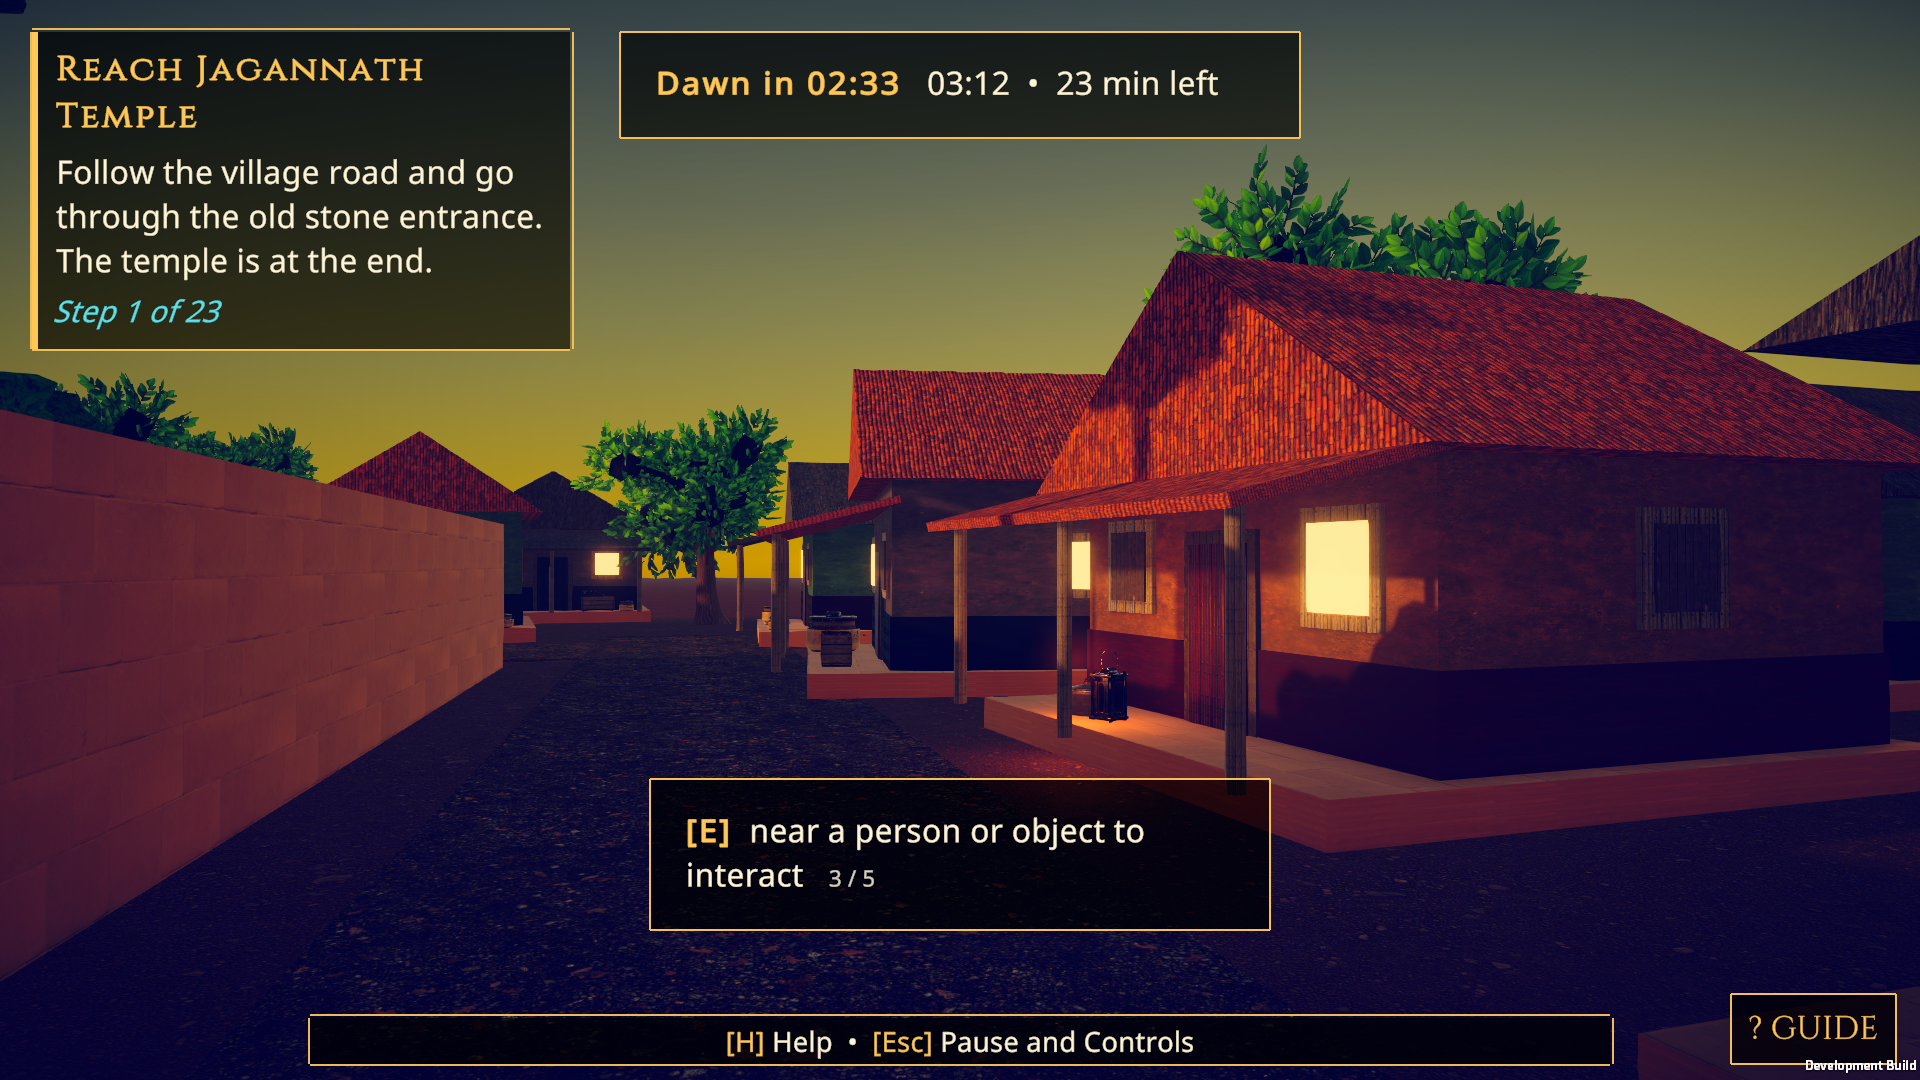 REACH JAGANNATH
TEMPLE
Follow the village road and go
through the old stone entrance.
The temple is at the end.
Step 1 of 23
Dawn in 02:33 03:12 • 23 min left
[E] near a person or object to
interact 3 / 5
[H] Help • [Esc] Pause and Controls
? GUIDE
Development Build